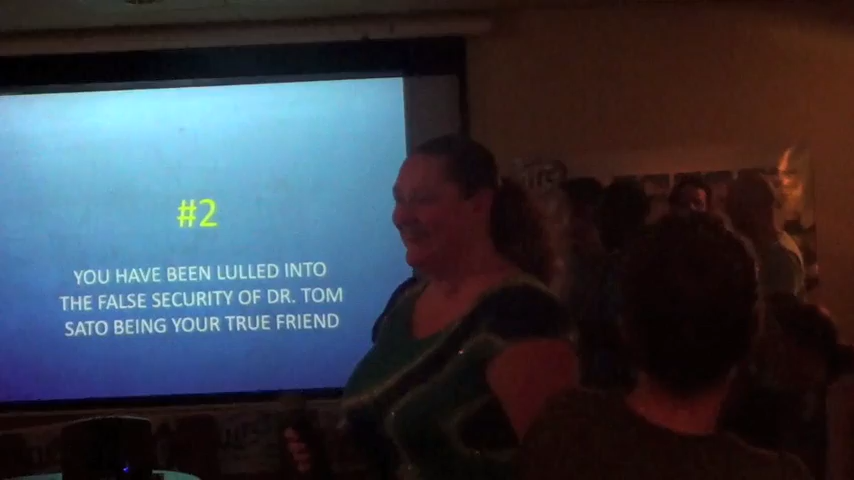 #2
YOU HAVE BEEN LULLED INTO
THE FALSE SECURITY OF DR. TOM
SATO BEING YOUR TRUE FRIEND